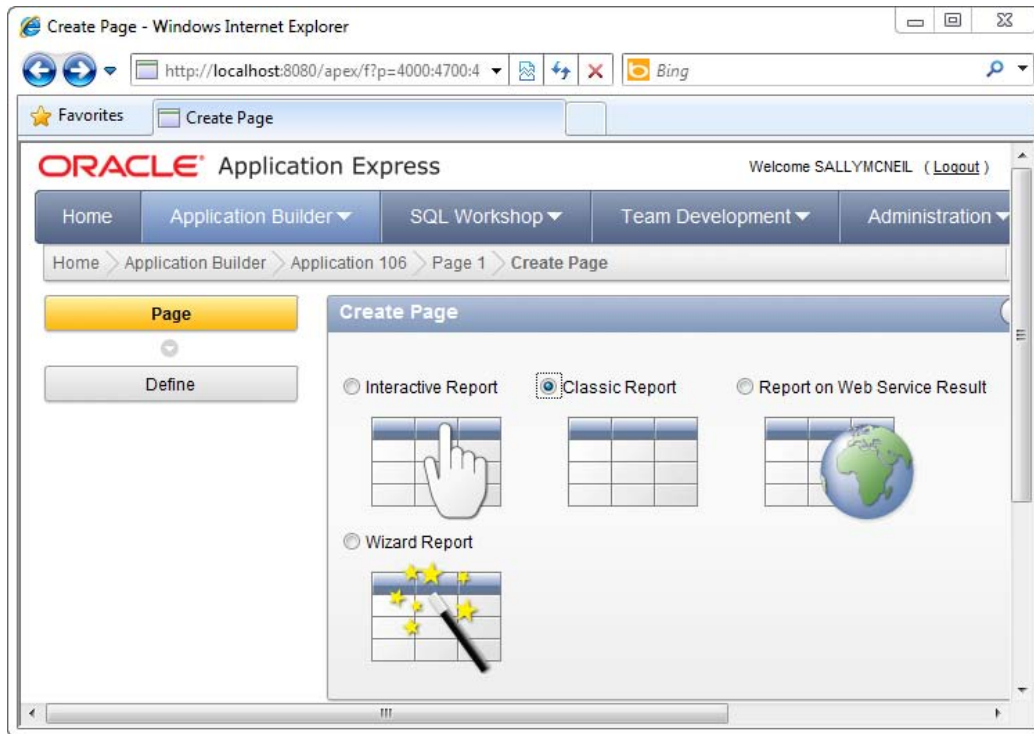 Create Page - Windows Internet Explorer
http://localhost:8080/apex/f?p=4000:4700:4
Bing
Favorites
Create Page
ORACLE® Application Express
Welcome SALLYMCNEIL ( Logout )
Home Application Builder SQL Workshop Team Development Administration
Home Application Builder Application 106 Page 1 Create Page
Page
Create Page
Define
Interactive Report Classic Report Report on Web Service Result
Wizard Report